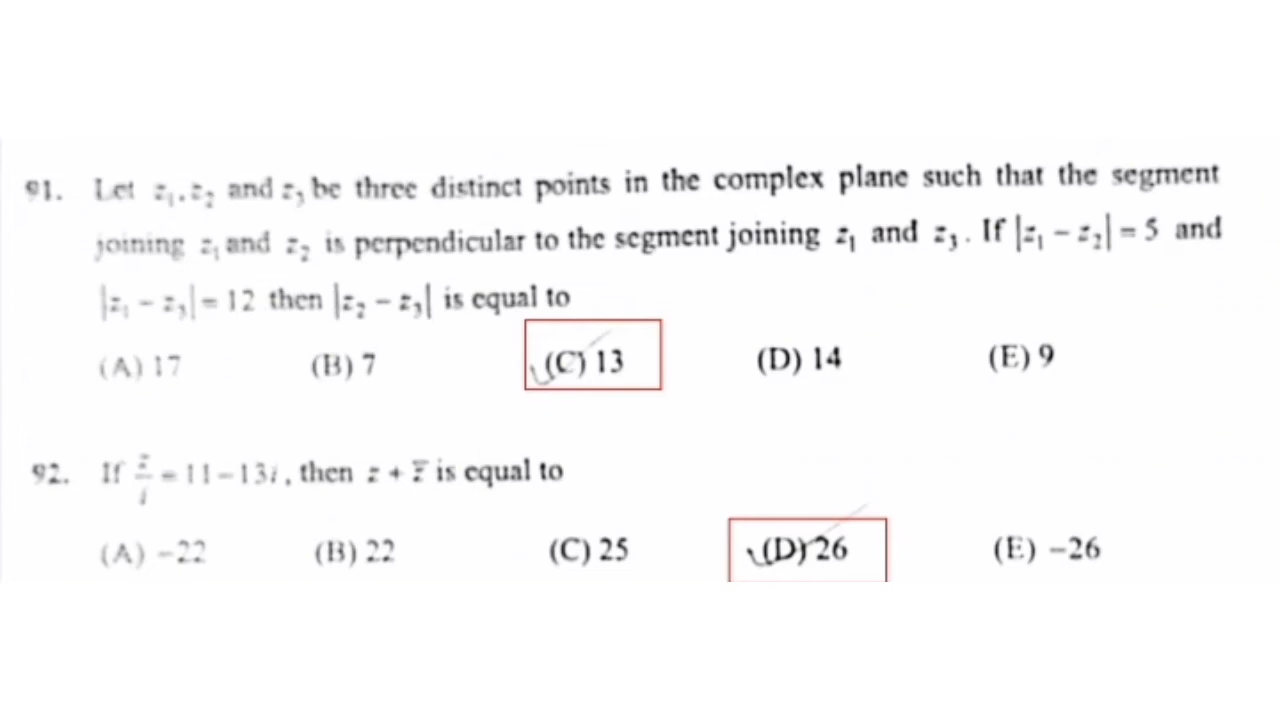 91. Let z₁, z₂ and z₃ be three distinct points in the complex plane such that the segment
joining z₁ and z₂ is perpendicular to the segment joining z₁ and z₃. If |z₁ − z₂| = 5 and
|z₁ − z₃| = 12 then |z₂ − z₃| is equal to
(A) 17 (B) 7 (C) 13 (D) 14 (E) 9
92. If z/i = 11 − 13i, then z + z̅ is equal to
(A) −22 (B) 22 (C) 25 (D) 26 (E) −26